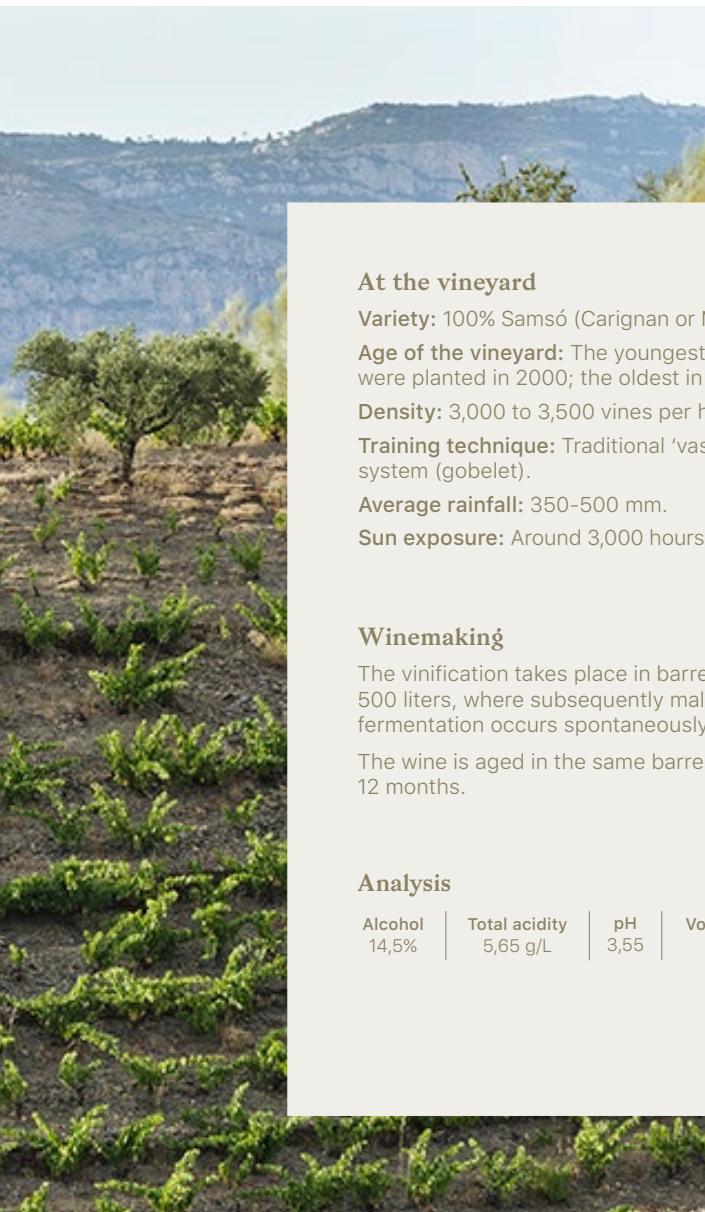 At the vineyard
Variety: 100% Samsó (Carignan or
Age of the vineyard: The youngest
were planted in 2000; the oldest in
Density: 3,000 to 3,500 vines per
Training technique: Traditional
system (gobelet).
Average rainfall: 350-500 mm.
Sun exposure: Around 3,000 hours
Winemaking
The vinification takes place in
500 liters, where subsequently
fermentation occurs spontaneously
The wine is aged in the same
12 months.
Analysis
Alcohol Total acidity pH
14,5% 5,65 g/L 3,55